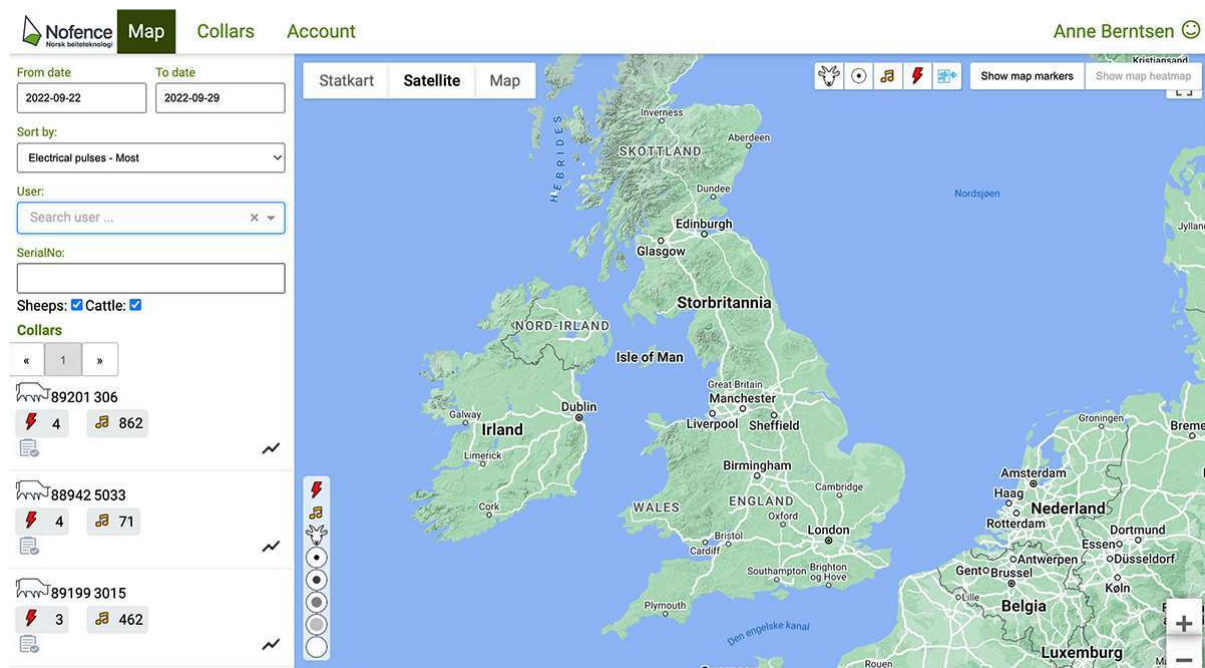 Nofence
Norsk beiteteknologi
Map
Collars
Account
Anne Berntsen
From date
To date
2022-09-22
2022-09-29
Sort by:
Electrical pulses - Most
User:
Search user ...
SerialNo:
Sheeps:
Cattle:
Collars
«
1
»
89201 306
4
862
88942 5033
4
71
89199 3015
3
462
Statkart
Satellite
Map
Show map markers
Show map heatmap
Kristiansand
Inverness
HEBRIDES
SKOTTLAND
Aberdeen
Dundee
Nordsjøen
Edinburgh
Glasgow
Storbritannia
NORD-IRLAND
Isle of Man
Great Britain
Manchester
Dublin
Galway
Irland
Liverpool
Sheffield
Groningen
Limerick
Birmingham
Cambridge
Amsterdam
Haag
Nederland
Cork
WALES
ENGLAND
Oxford
Rotterdam
London
Dortmund
Bristol
Cardiff
Essen
Antwerpen
Düsseldorf
Southampton
Brighton
og Hove
Gent
Brussel
Køln
Lille
Belgia
Plymouth
Den engelske kanal
Luxemburg
Rouen
+
−